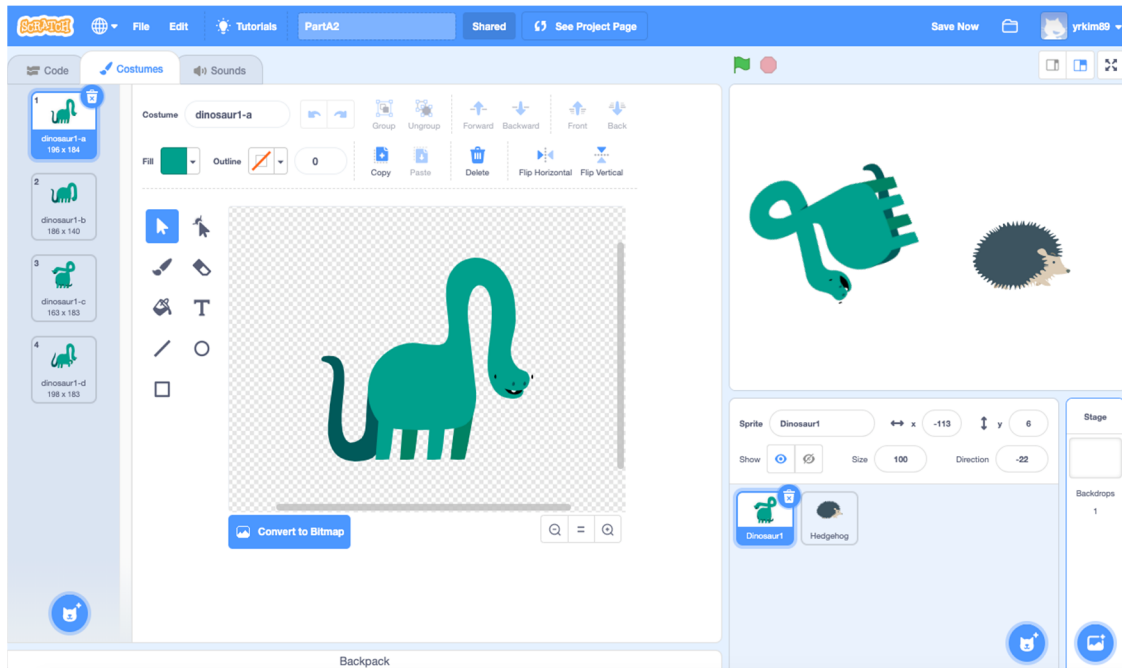 SCRATCH File Edit Tutorials PartA2 Shared See Project Page Save Now yrkim89
Code Costumes Sounds
1
dinosaur1-a
196 x 184
2
dinosaur1-b
186 x 140
3
dinosaur1-c
163 x 183
4
dinosaur1-d
198 x 183
Costume dinosaur1-a Group Ungroup Forward Backward Front Back
Fill Outline 0 Copy Paste Delete Flip Horizontal Flip Vertical
T
Convert to Bitmap
Backpack
Sprite Dinosaur1 x -113 y 6
Show Size 100 Direction -22
Dinosaur1 Hedgehog
Stage
Backdrops
1